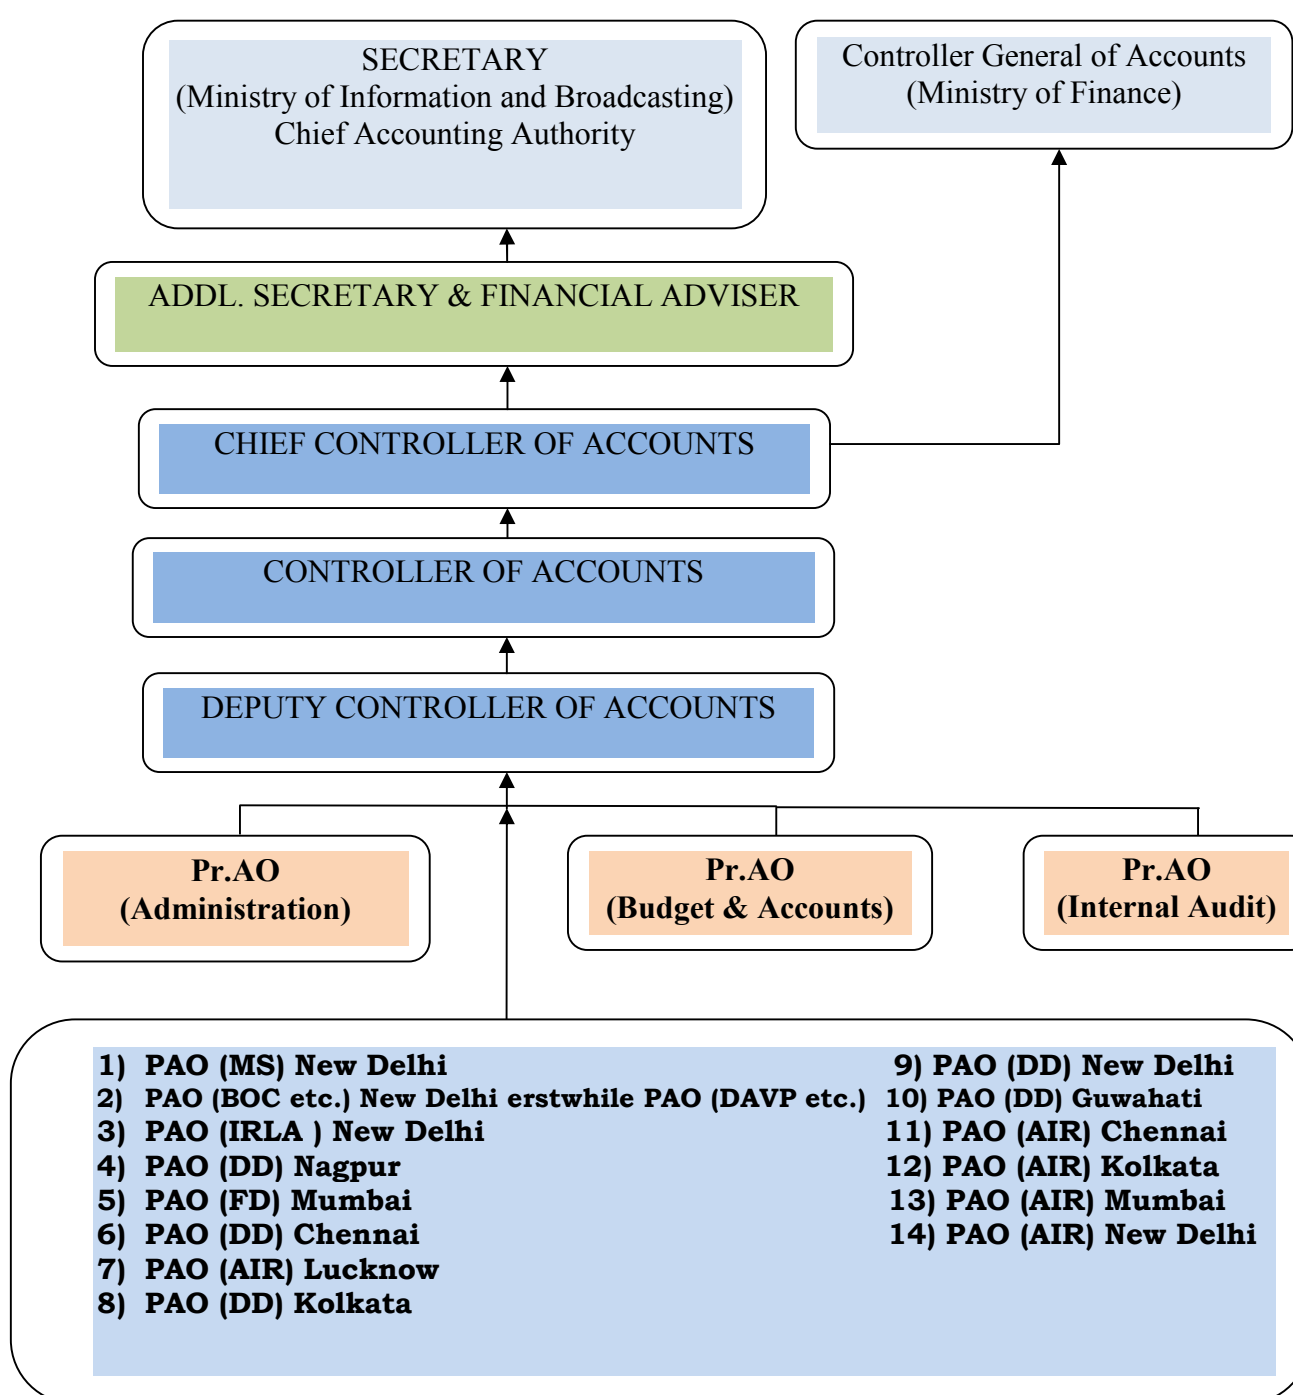 SECRETARY
(Ministry of Information and Broadcasting)
Chief Accounting Authority
Controller General of Accounts
(Ministry of Finance)
ADDL. SECRETARY & FINANCIAL ADVISER
CHIEF CONTROLLER OF ACCOUNTS
CONTROLLER OF ACCOUNTS
DEPUTY CONTROLLER OF ACCOUNTS
Pr.AO
(Administration)
Pr.AO
(Budget & Accounts)
Pr.AO
(Internal Audit)
1) PAO (MS) New Delhi
2) PAO (BOC etc.) New Delhi erstwhile PAO (DAVP etc.)
3) PAO (IRLA ) New Delhi
4) PAO (DD) Nagpur
5) PAO (FD) Mumbai
6) PAO (DD) Chennai
7) PAO (AIR) Lucknow
8) PAO (DD) Kolkata
9) PAO (DD) New Delhi
10) PAO (DD) Guwahati
11) PAO (AIR) Chennai
12) PAO (AIR) Kolkata
13) PAO (AIR) Mumbai
14) PAO (AIR) New Delhi